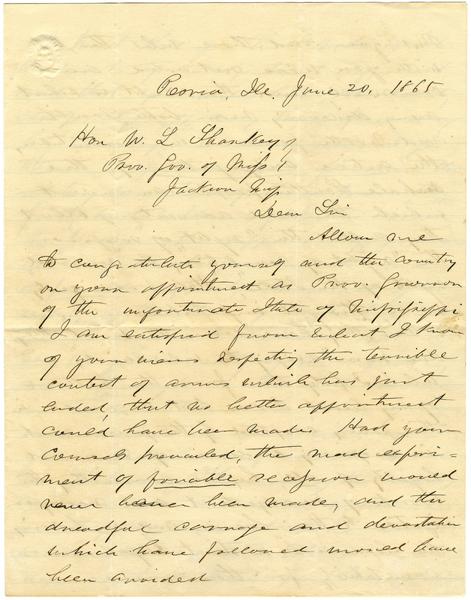 Peoria, Ill. June 20, 1865
Hon W. L. Sharkey
Prov. Gov. of Miss
Jackson Miss
Dear Sir
Allow me
to congratulate yourself and the country
on your appointment as Prov. Governor
of the unfortunate State of Mississippi
I am satisfied from what I know
of your views respecting the terrible
contest of arms which has just
ended, that no better appointment
could have been made. Had your
Counsels prevailed, the mad experi-
ment of forcible secession would
never have been made, and the
dreadful carnage and devastation
which have followed would have
been avoided